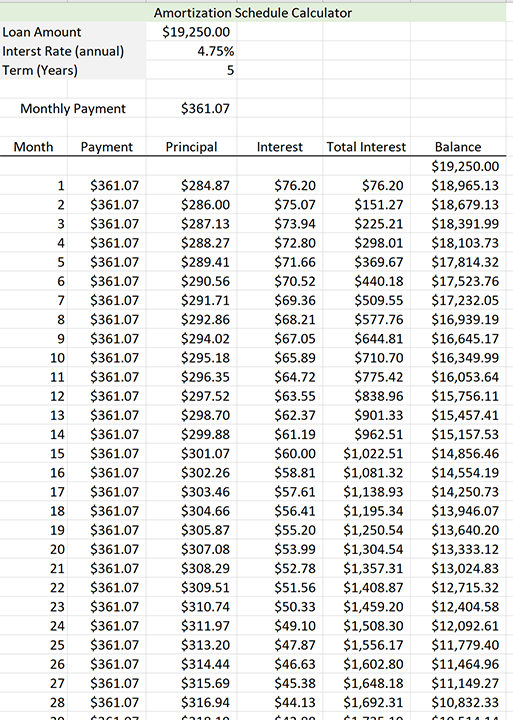 Amortization Schedule Calculator
Loan Amount $19,250.00
Interst Rate (annual) 4.75%
Term (Years) 5
Monthly Payment $361.07
Month Payment Principal Interest Total Interest Balance
$19,250.00
1 $361.07 $284.87 $76.20 $76.20 $18,965.13
2 $361.07 $286.00 $75.07 $151.27 $18,679.13
3 $361.07 $287.13 $73.94 $225.21 $18,391.99
4 $361.07 $288.27 $72.80 $298.01 $18,103.73
5 $361.07 $289.41 $71.66 $369.67 $17,814.32
6 $361.07 $290.56 $70.52 $440.18 $17,523.76
7 $361.07 $291.71 $69.36 $509.55 $17,232.05
8 $361.07 $292.86 $68.21 $577.76 $16,939.19
9 $361.07 $294.02 $67.05 $644.81 $16,645.17
10 $361.07 $295.18 $65.89 $710.70 $16,349.99
11 $361.07 $296.35 $64.72 $775.42 $16,053.64
12 $361.07 $297.52 $63.55 $838.96 $15,756.11
13 $361.07 $298.70 $62.37 $901.33 $15,457.41
14 $361.07 $299.88 $61.19 $962.51 $15,157.53
15 $361.07 $301.07 $60.00 $1,022.51 $14,856.46
16 $361.07 $302.26 $58.81 $1,081.32 $14,554.19
17 $361.07 $303.46 $57.61 $1,138.93 $14,250.73
18 $361.07 $304.66 $56.41 $1,195.34 $13,946.07
19 $361.07 $305.87 $55.20 $1,250.54 $13,640.20
20 $361.07 $307.08 $53.99 $1,304.54 $13,333.12
21 $361.07 $308.29 $52.78 $1,357.31 $13,024.83
22 $361.07 $309.51 $51.56 $1,408.87 $12,715.32
23 $361.07 $310.74 $50.33 $1,459.20 $12,404.58
24 $361.07 $311.97 $49.10 $1,508.30 $12,092.61
25 $361.07 $313.20 $47.87 $1,556.17 $11,779.40
26 $361.07 $314.44 $46.63 $1,602.80 $11,464.96
27 $361.07 $315.69 $45.38 $1,648.18 $11,149.27
28 $361.07 $316.94 $44.13 $1,692.31 $10,832.33